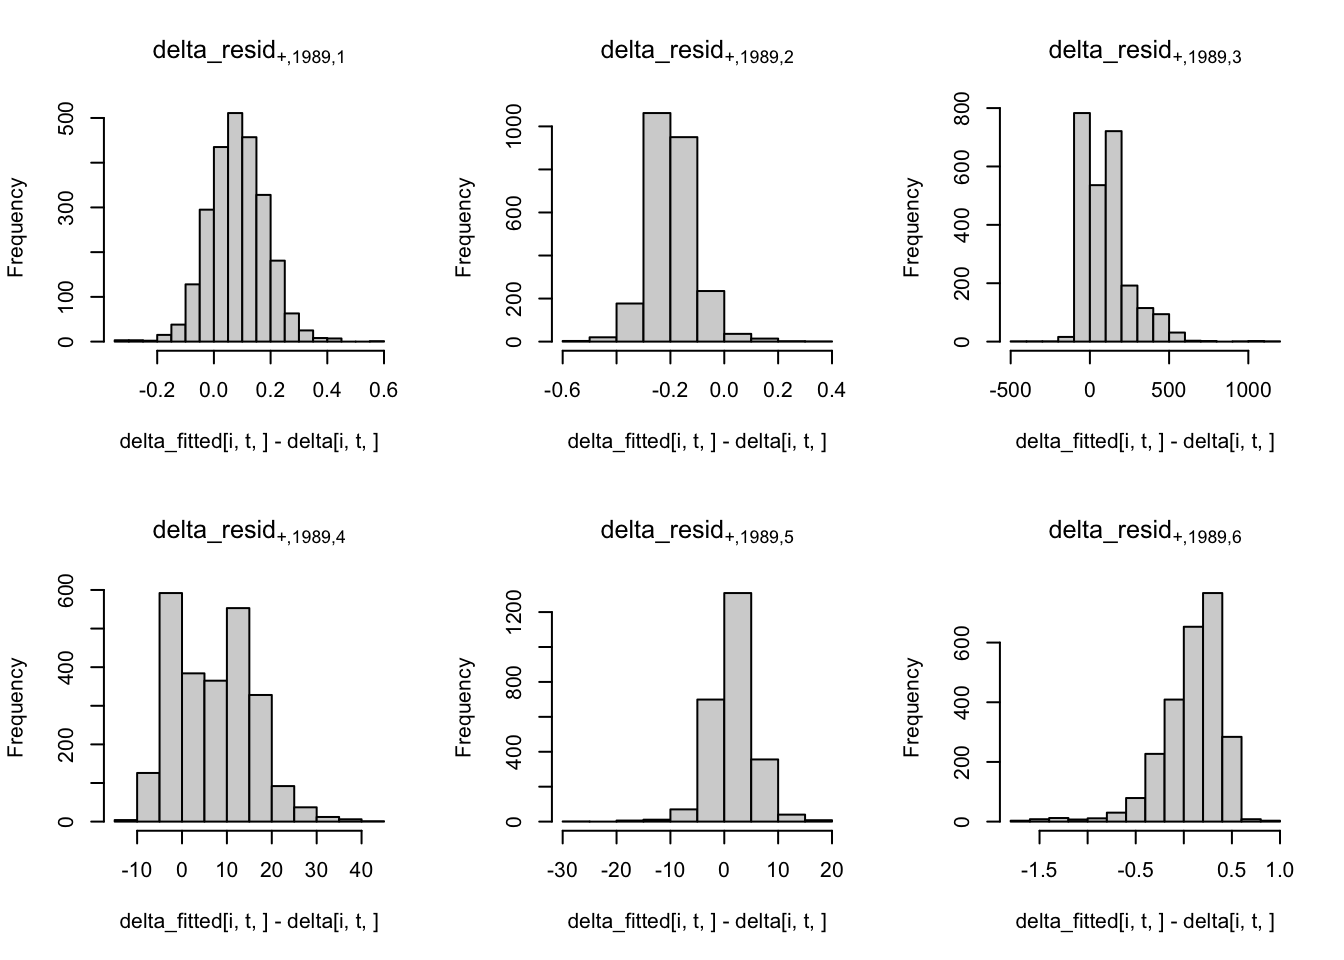 delta_resid+,1989,1
Frequency
0 100 300 500
-0.2 0.0 0.2 0.4 0.6
delta_fitted[i, t, ] - delta[i, t, ]
delta_resid+,1989,2
Frequency
0 200 600 1000
-0.6 -0.2 0.0 0.2 0.4
delta_fitted[i, t, ] - delta[i, t, ]
delta_resid+,1989,3
Frequency
0 200 400 600 800
-500 0 500 1000
delta_fitted[i, t, ] - delta[i, t, ]
delta_resid+,1989,4
Frequency
0 200 400 600
-10 0 10 20 30 40
delta_fitted[i, t, ] - delta[i, t, ]
delta_resid+,1989,5
Frequency
0 400 800 1200
-30 -20 -10 0 10 20
delta_fitted[i, t, ] - delta[i, t, ]
delta_resid+,1989,6
Frequency
0 200 400 600
-1.5 -0.5 0.5 1.0
delta_fitted[i, t, ] - delta[i, t, ]